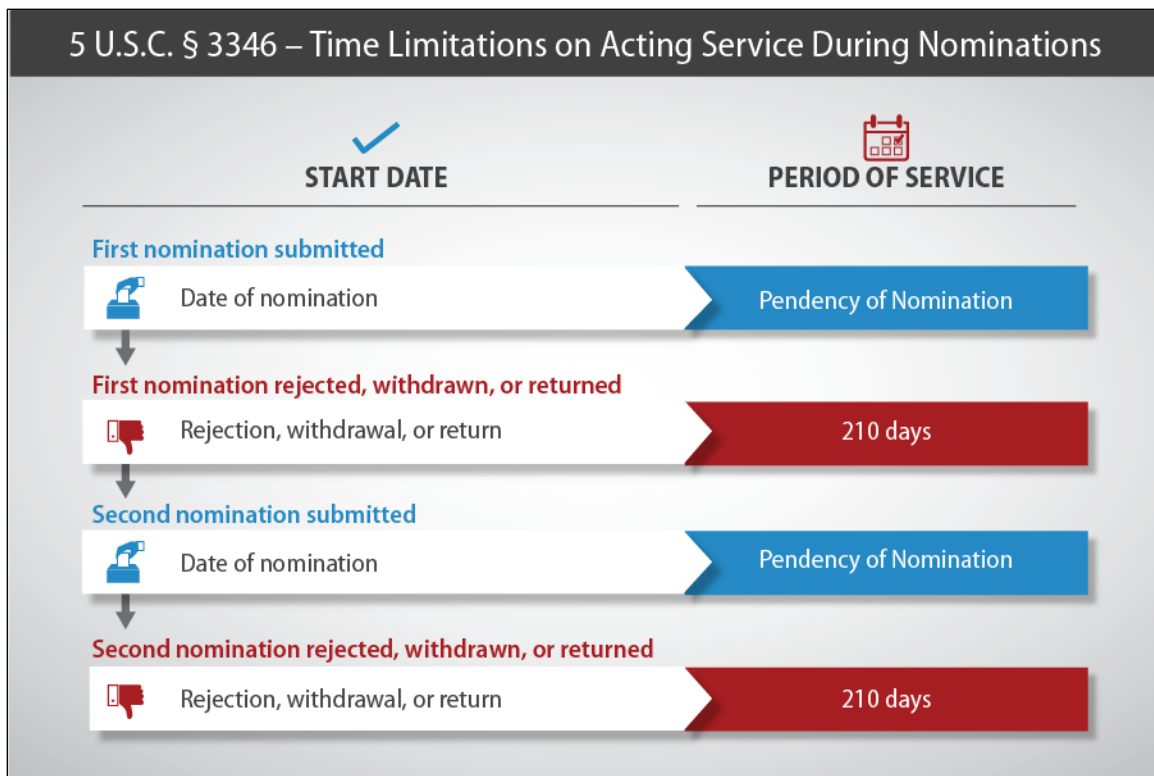 5 U.S.C. § 3346 – Time Limitations on Acting Service During Nominations
START DATE
PERIOD OF SERVICE
First nomination submitted
Date of nomination
Pendency of Nomination
First nomination rejected, withdrawn, or returned
Rejection, withdrawal, or return
210 days
Second nomination submitted
Date of nomination
Pendency of Nomination
Second nomination rejected, withdrawn, or returned
Rejection, withdrawal, or return
210 days